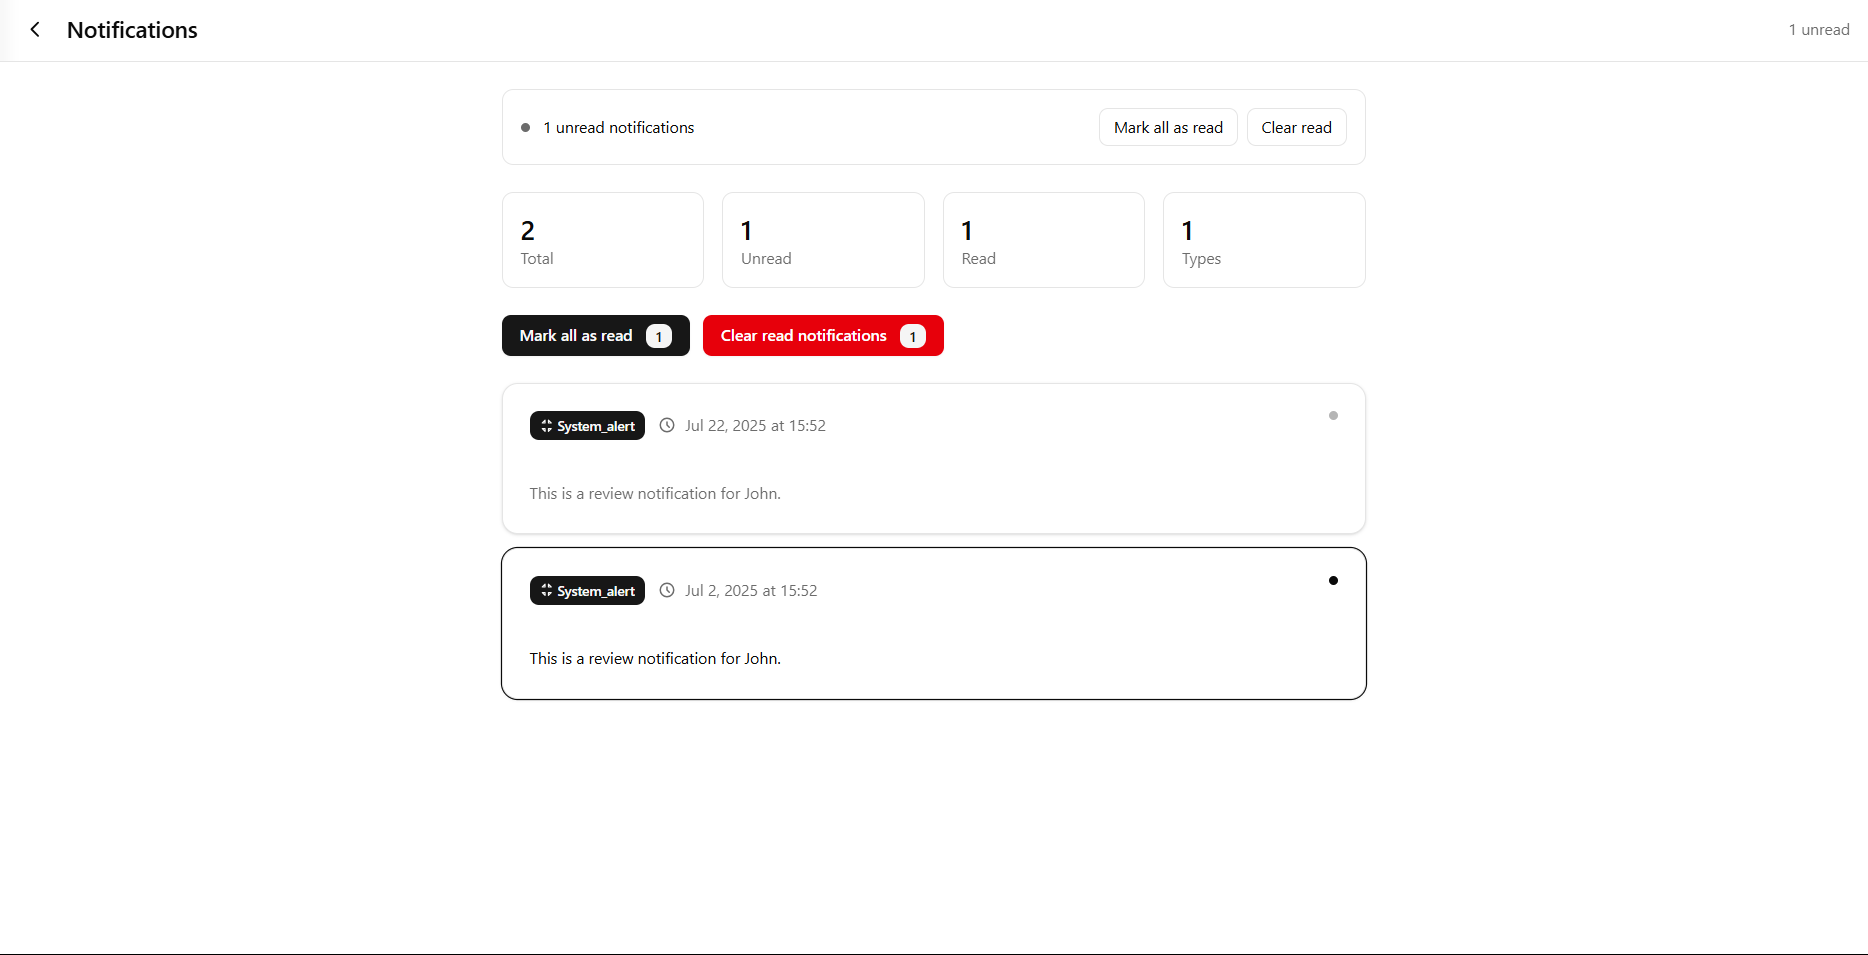 Notifications
1 unread
1 unread notifications
Mark all as read
Clear read
2
Total
1
Unread
1
Read
1
Types
Mark all as read 1
Clear read notifications 1
System_alert Jul 22, 2025 at 15:52
This is a review notification for John.
System_alert Jul 2, 2025 at 15:52
This is a review notification for John.